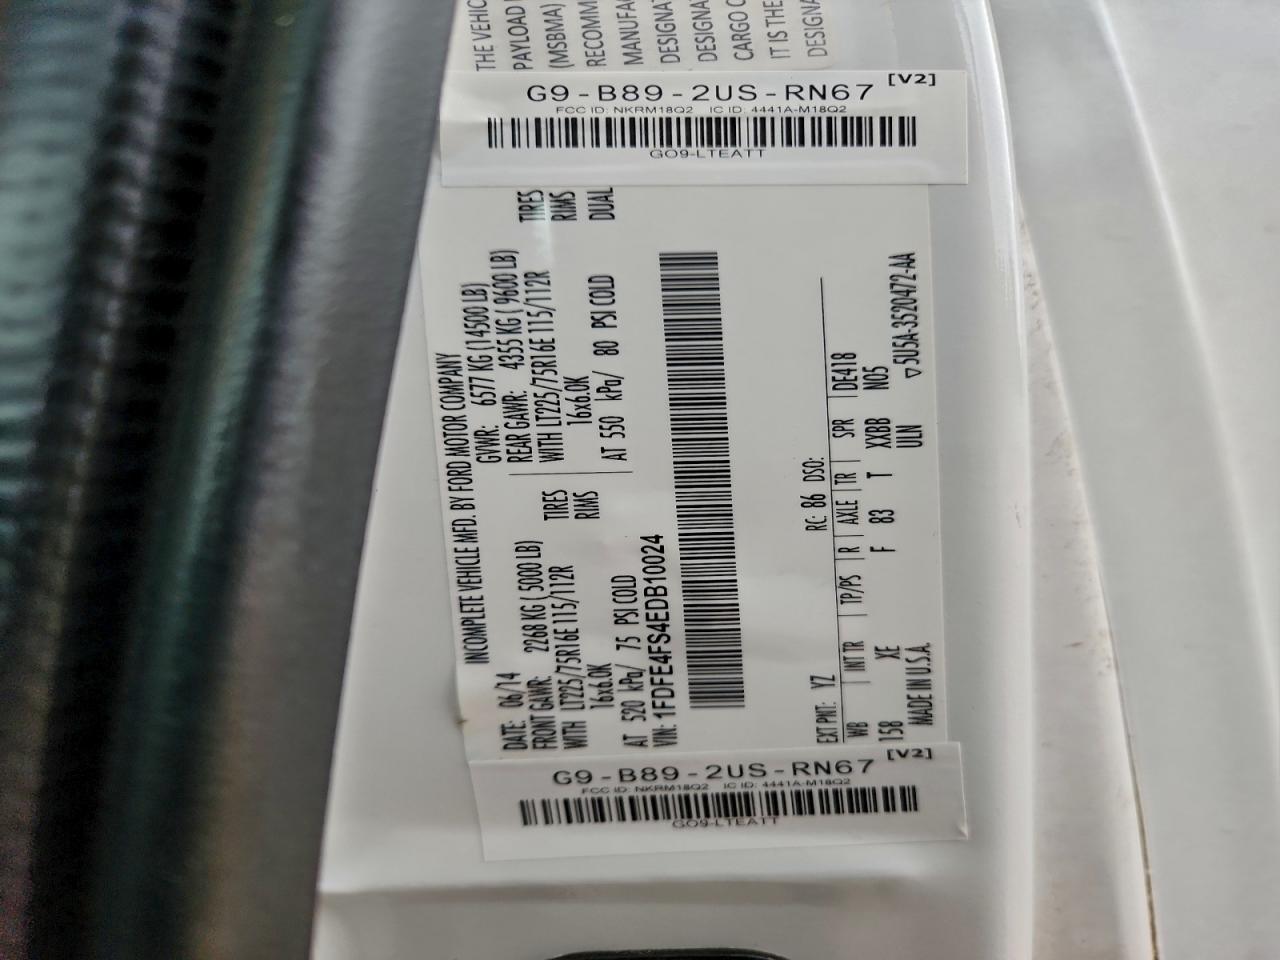 THE VEHIC
PAYLOAD
(MSBMA)
RECOMM
MANUFA
DESIGNAT
DESIGNAT
CARGO C
IT IS THE
DESIGNA
G9-B89-2US-RN67 [V2]
FCC ID: NKRM18Q2 IC ID: 4441A-M18Q2
GO9-LTEATT
INCOMPLETE VEHICLE MFD. BY FORD MOTOR COMPANY
DATE: 06/14 GVWR: 6577 KG (14500 LB)
FRONT GAWR: 2268 KG (5000 LB) REAR GAWR: 4355 KG (9600 LB)
WITH LT225/75R16E 115/112R TIRES WITH LT225/75R16E 115/112R TIRES
16x6.0K RIMS 16x6.0K RIMS
AT 520 kPa/ 75 PSI COLD AT 550 kPa/ 80 PSI COLD DUAL
VIN: 1FDFE4FS4EDB10024
EXT PNT: YZ RC: 86 DSO:
WB INT TR TP/PS R AXLE TR SPR DE418
158 XE F 83 T XXBB N05
MADE IN U.S.A. ULN
▽5U5A-3520472-AA
G9-B89-2US-RN67 [V2]
FCC ID: NKRM18Q2 IC ID: 4441A-M18Q2
GO9-LTEATT